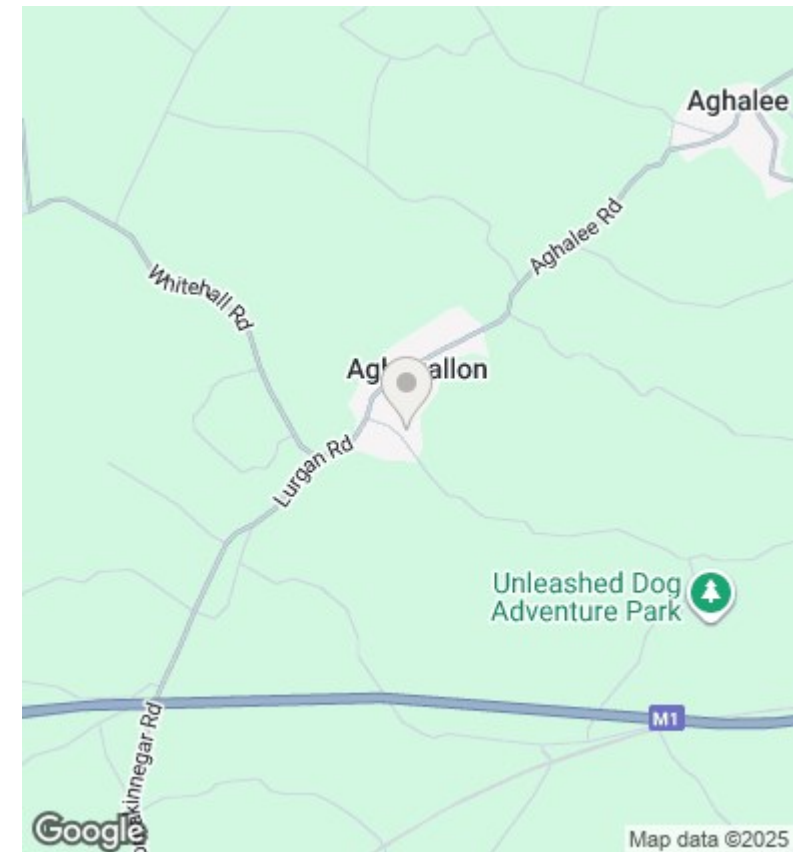 Aghalee
Aghalee Rd
Whitehall Rd
Lurgan Rd
Unleashed Dog
Adventure Park
M1
Google
Map data ©2025